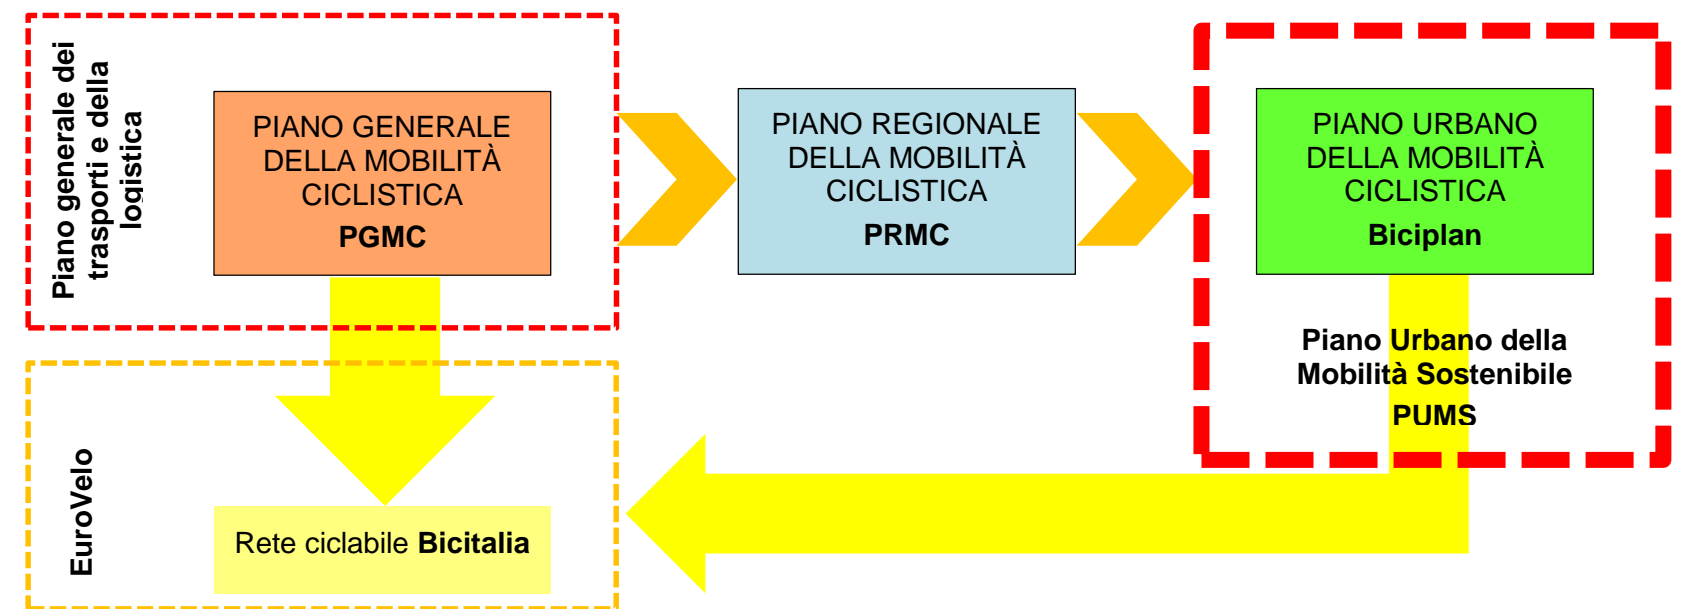 Piano generale dei
trasporti e della
logistica
PIANO GENERALE
DELLA MOBILITÀ
CICLISTICA
PGMC
PIANO REGIONALE
DELLA MOBILITÀ
CICLISTICA
PRMC
PIANO URBANO
DELLA MOBILITÀ
CICLISTICA
Biciplan
Piano Urbano della
Mobilità Sostenibile
PUMS
EuroVelo
Rete ciclabile Bicitalia